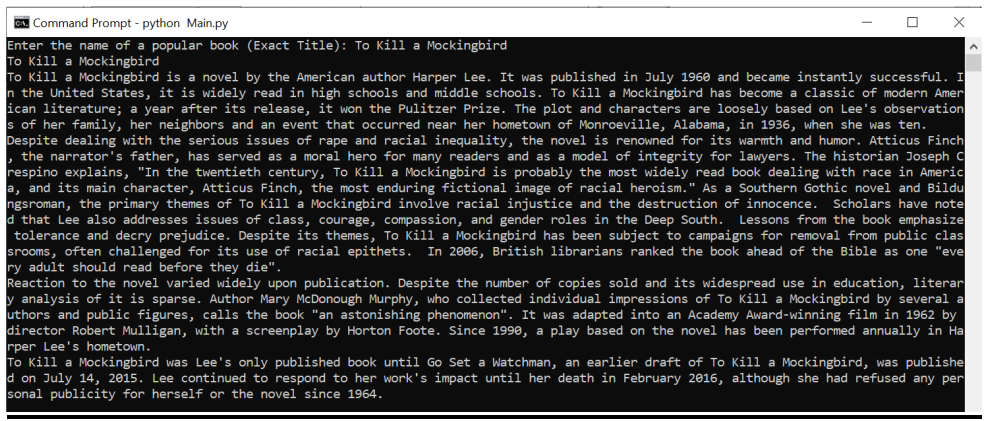 Command Prompt - python  Main.py
Enter the name of a popular book (Exact Title): To Kill a Mockingbird
To Kill a Mockingbird
To Kill a Mockingbird is a novel by the American author Harper Lee. It was published in July 1960 and became instantly successful. I
n the United States, it is widely read in high schools and middle schools. To Kill a Mockingbird has become a classic of modern Amer
ican literature; a year after its release, it won the Pulitzer Prize. The plot and characters are loosely based on Lee's observation
s of her family, her neighbors and an event that occurred near her hometown of Monroeville, Alabama, in 1936, when she was ten.
Despite dealing with the serious issues of rape and racial inequality, the novel is renowned for its warmth and humor. Atticus Finch
, the narrator's father, has served as a moral hero for many readers and as a model of integrity for lawyers. The historian Joseph C
respino explains, "In the twentieth century, To Kill a Mockingbird is probably the most widely read book dealing with race in Americ
a, and its main character, Atticus Finch, the most enduring fictional image of racial heroism." As a Southern Gothic novel and Bildu
ngsroman, the primary themes of To Kill a Mockingbird involve racial injustice and the destruction of innocence.  Scholars have note
d that Lee also addresses issues of class, courage, compassion, and gender roles in the Deep South.  Lessons from the book emphasize
 tolerance and decry prejudice. Despite its themes, To Kill a Mockingbird has been subject to campaigns for removal from public clas
srooms, often challenged for its use of racial epithets.  In 2006, British librarians ranked the book ahead of the Bible as one "eve
ry adult should read before they die".
Reaction to the novel varied widely upon publication. Despite the number of copies sold and its widespread use in education, literar
y analysis of it is sparse. Author Mary McDonough Murphy, who collected individual impressions of To Kill a Mockingbird by several a
uthors and public figures, calls the book "an astonishing phenomenon". It was adapted into an Academy Award-winning film in 1962 by
director Robert Mulligan, with a screenplay by Horton Foote. Since 1990, a play based on the novel has been performed annually in Ha
rper Lee's hometown.
To Kill a Mockingbird was Lee's only published book until Go Set a Watchman, an earlier draft of To Kill a Mockingbird, was publishe
d on July 14, 2015. Lee continued to respond to her work's impact until her death in February 2016, although she had refused any per
sonal publicity for herself or the novel since 1964.